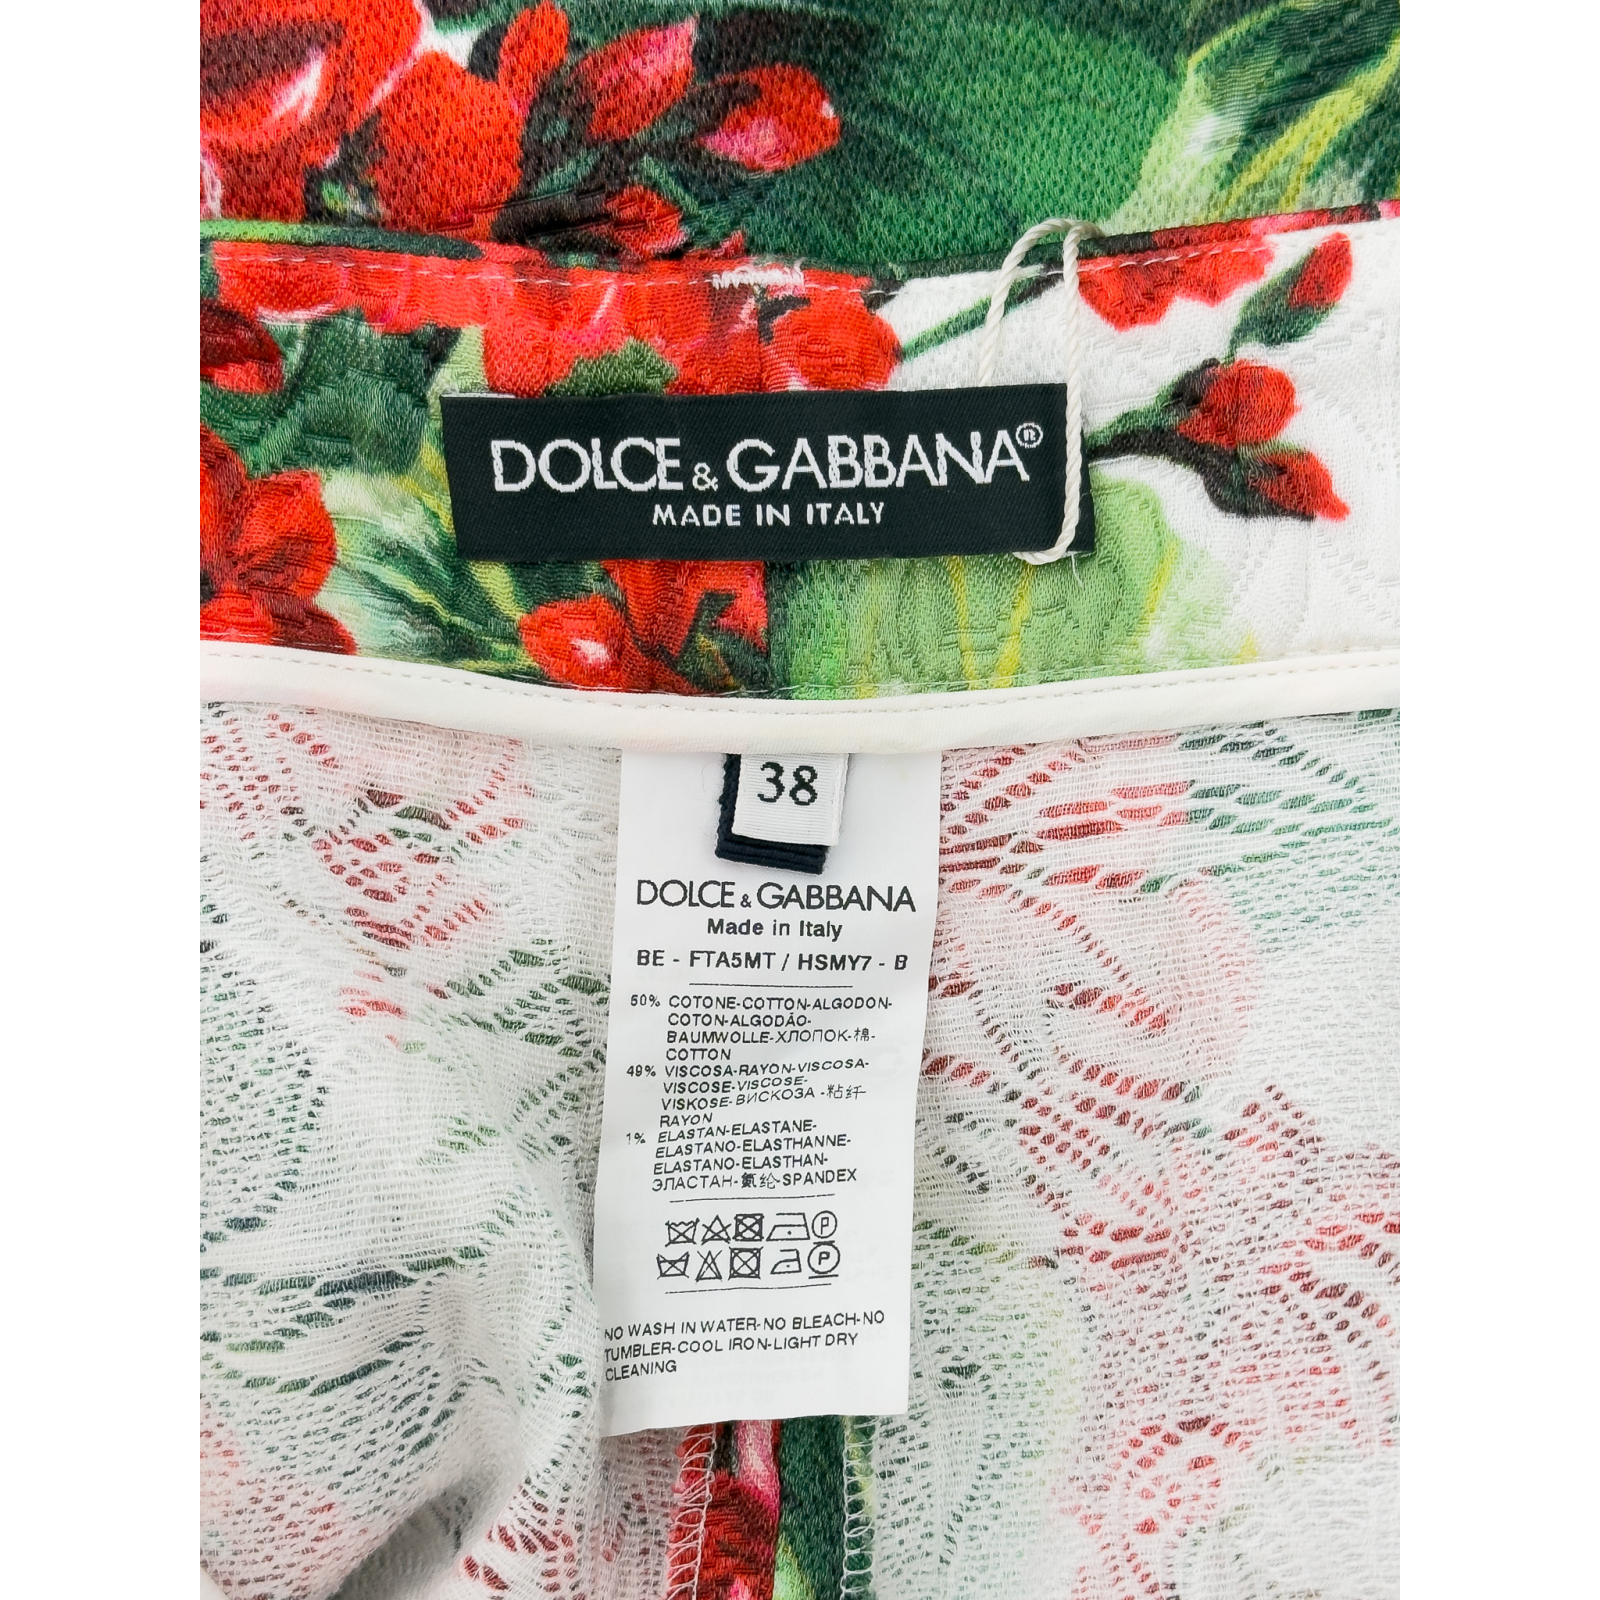 DOLCE & GABBANA®
MADE IN ITALY
38
DOLCE & GABBANA
Made in Italy
BE - FTA5MT / HSMY7 - B
50% COTONE-COTTON-ALGODON-
COTON-ALGODÃO-
BAUMWOLLE-ХЛОПОК-棉-
COTTON
49% VISCOSA-RAYON-VISCOSA-
VISCOSE-VISCOSE-
VISKOSE-ВИСКОЗА-粘纤
RAYON
1% ELASTAN-ELASTANE-
ELASTANO-ELASTHANNE-
ELASTANO-ELASTHAN-
ЭЛАСТАН-氨纶-SPANDEX
P
P
NO WASH IN WATER-NO BLEACH-NO
TUMBLER-COOL IRON-LIGHT DRY
CLEANING